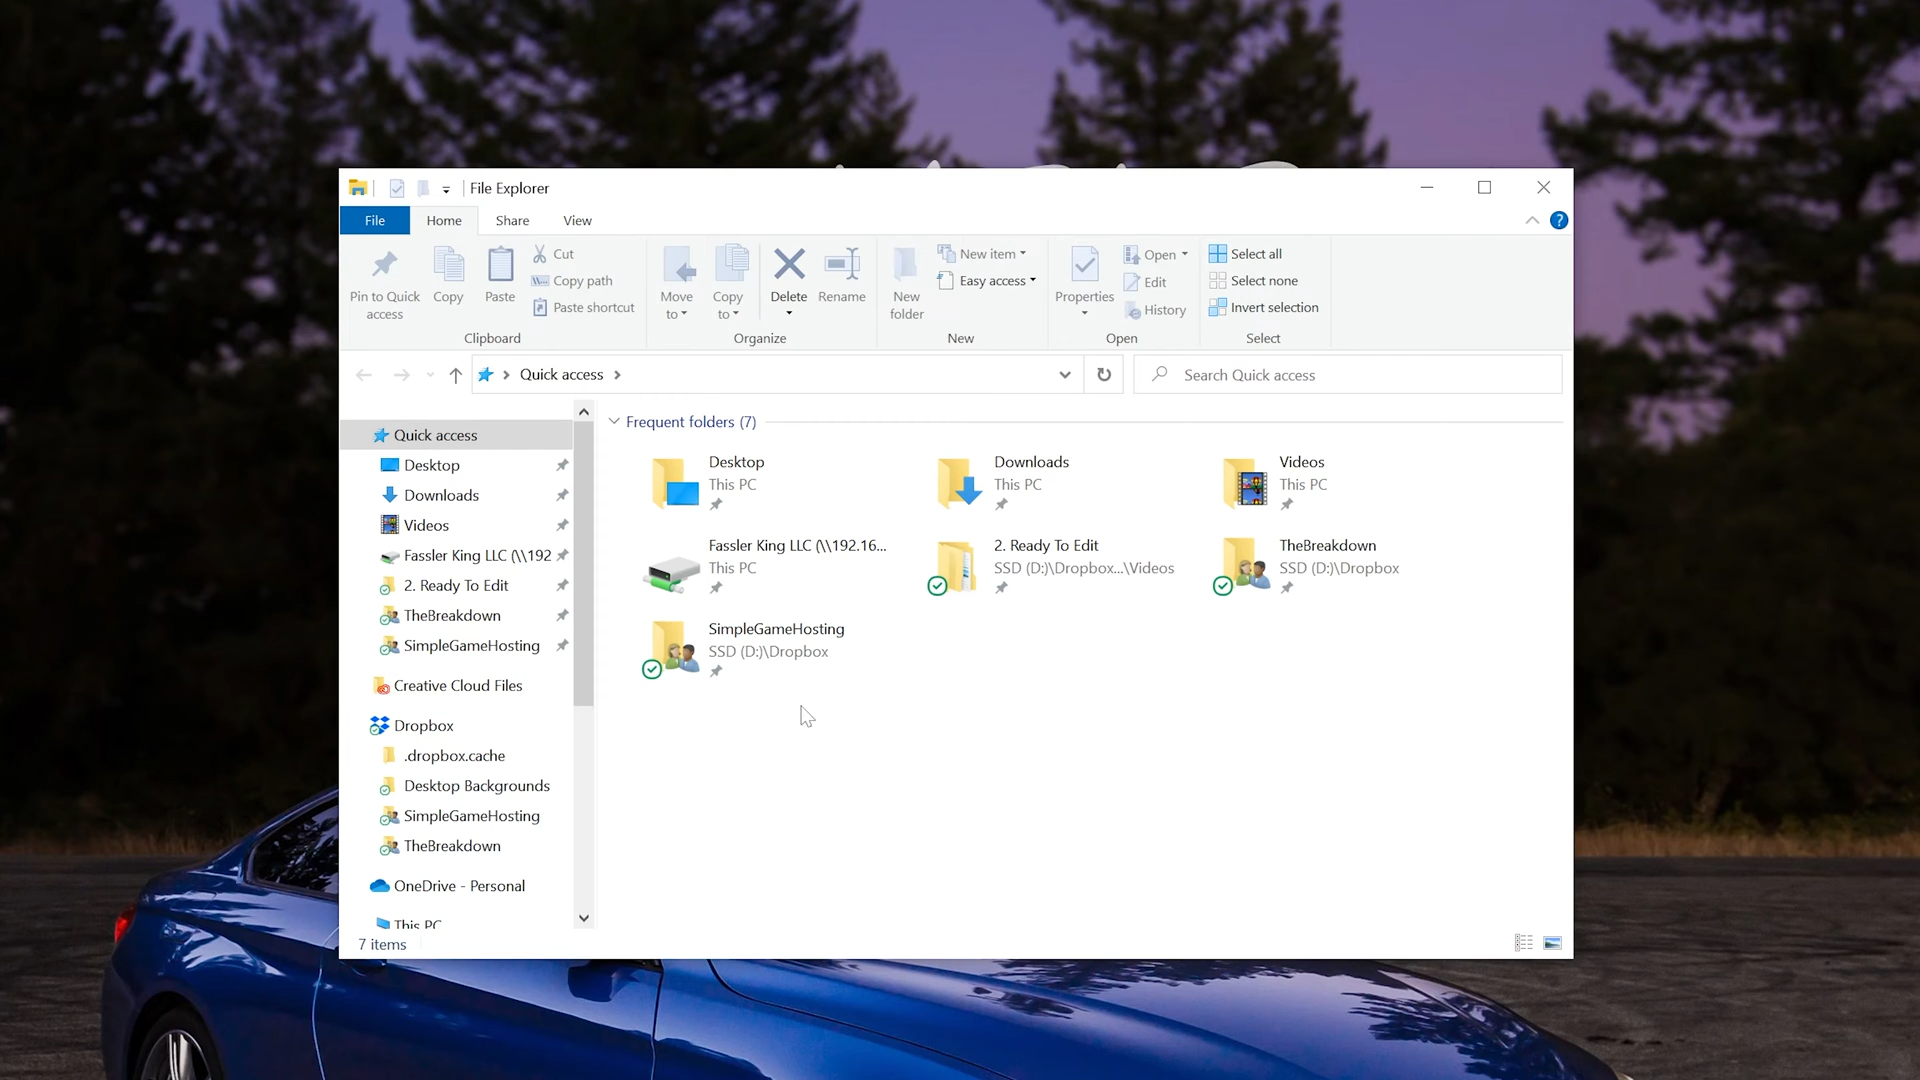 File Explorer
File
Home
Share
View
?
Pin to Quick
access
Copy
Paste
Cut
Copy path
Paste shortcut
Clipboard
Move
to
Copy
to
Delete
Rename
Organize
New
folder
New item
Easy access
New
Properties
Open
Edit
History
Open
Select all
Select none
Invert selection
Select
Quick access
Search Quick access
Quick access
Desktop
Downloads
Videos
Fassler King LLC (\\192
2. Ready To Edit
TheBreakdown
SimpleGameHosting
Creative Cloud Files
Dropbox
.dropbox.cache
Desktop Backgrounds
SimpleGameHosting
TheBreakdown
OneDrive - Personal
This PC
Frequent folders (7)
Desktop
This PC
Downloads
This PC
Videos
This PC
Fassler King LLC (\\192.16...
This PC
2. Ready To Edit
SSD (D:)\Dropbox...\Videos
TheBreakdown
SSD (D:)\Dropbox
SimpleGameHosting
SSD (D:)\Dropbox
7 items